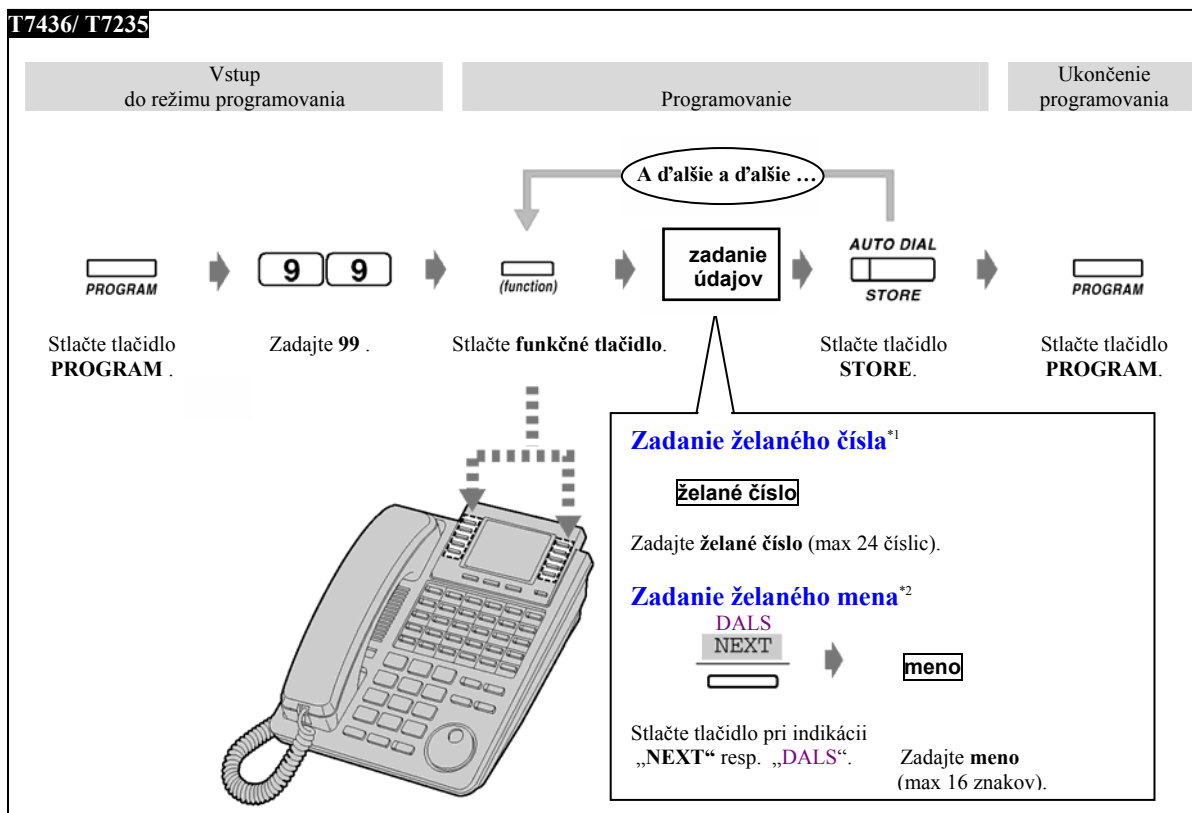 T7436/ T7235
Vstup
do režimu programovania
Programovanie
Ukončenie
programovania
A ďalšie a ďalšie …
PROGRAM
9 9
(function)
zadanie
údajov
AUTO DIAL
STORE
PROGRAM
Stlačte tlačidlo
PROGRAM .
Zadajte 99 .
Stlačte funkčné tlačidlo.
Stlačte tlačidlo
STORE.
Stlačte tlačidlo
PROGRAM.
Zadanie želaného čísla*1
želané číslo
Zadajte želané číslo (max 24 číslic).
Zadanie želaného mena*2
DALS
NEXT
meno
Stlačte tlačidlo pri indikácii
„NEXT“ resp. „DALS“.
Zadajte meno
(max 16 znakov).